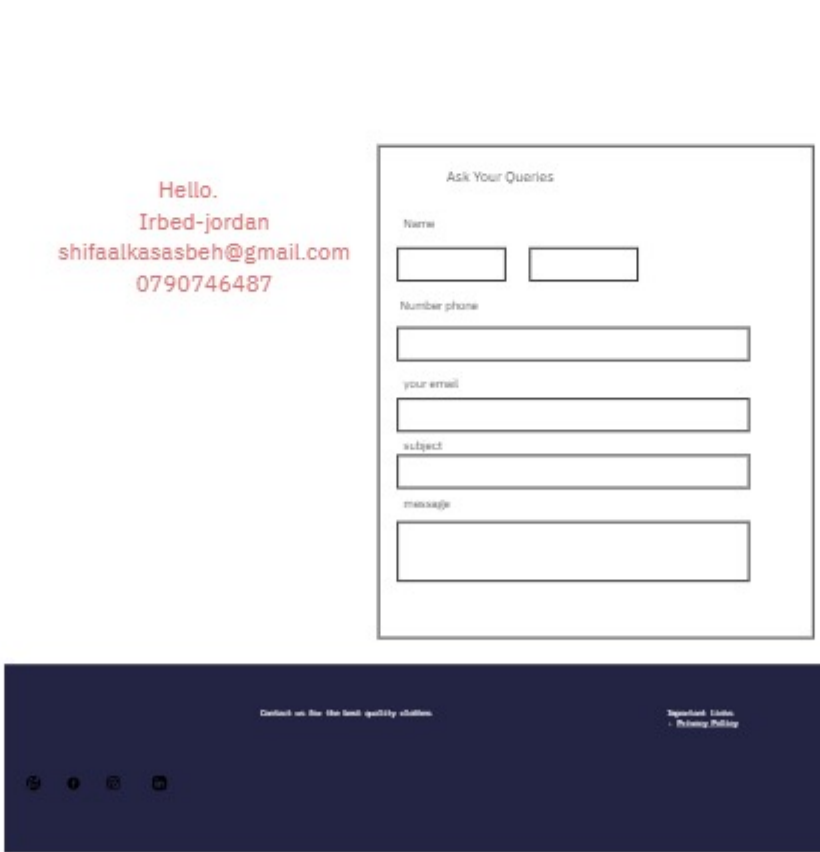 Hello.
Irbed-jordan
shifaalkasasbeh@gmail.com
0790746487
Ask Your Queries
Name
Number phone
your email
subject
message
Contact us for the best quality clothes
Important Links
- Privacy Policy